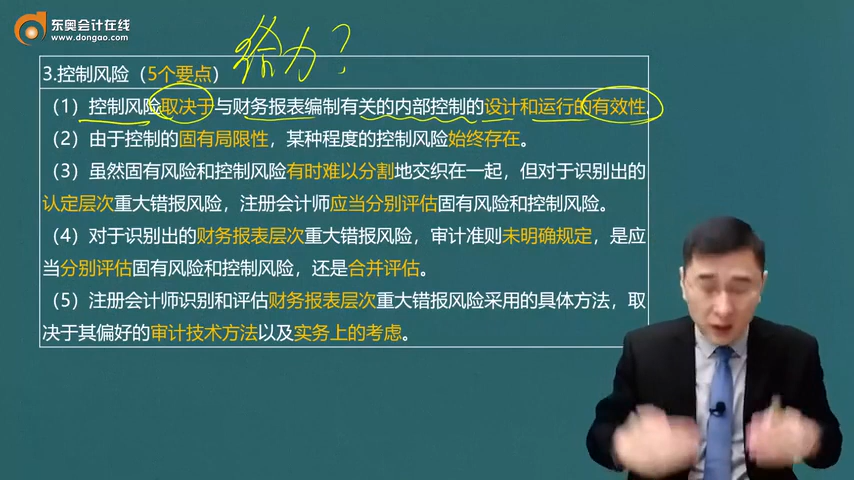 东奥会计在线
www.dongao.com
给力？
3.控制风险（5个要点）
（1）控制风险取决于与财务报表编制有关的内部控制的设计和运行的有效性.
（2）由于控制的固有局限性，某种程度的控制风险始终存在。
（3）虽然固有风险和控制风险有时难以分割地交织在一起，但对于识别出的
认定层次重大错报风险，注册会计师应当分别评估固有风险和控制风险。
（4）对于识别出的财务报表层次重大错报风险，审计准则未明确规定，是应
当分别评估固有风险和控制风险，还是合并评估。
（5）注册会计师识别和评估财务报表层次重大错报风险采用的具体方法，取
决于其偏好的审计技术方法以及实务上的考虑。